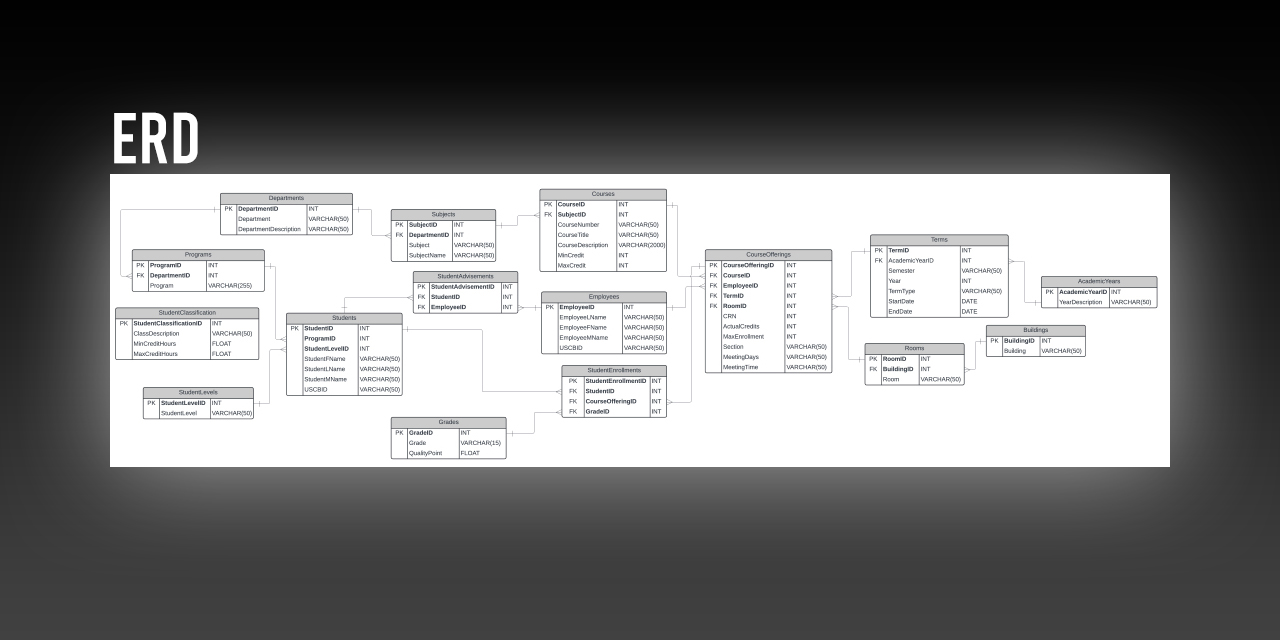 ERD
Departments
PK DepartmentID INT
Department VARCHAR(50)
DepartmentDescription VARCHAR(50)
Programs
PK ProgramID INT
FK DepartmentID INT
Program VARCHAR(255)
StudentClassification
PK StudentClassificationID INT
ClassDescription VARCHAR(50)
MinCreditHours FLOAT
MaxCreditHours FLOAT
StudentLevels
PK StudentLevelID INT
StudentLevel VARCHAR(50)
Students
PK StudentID INT
FK ProgramID INT
FK StudentLevelID INT
StudentFName VARCHAR(50)
StudentLName VARCHAR(50)
StudentMName VARCHAR(50)
USCBID VARCHAR(50)
Subjects
PK SubjectID INT
FK DepartmentID INT
Subject VARCHAR(50)
SubjectName VARCHAR(50)
StudentAdvisements
PK StudentAdvisementID INT
FK StudentID INT
FK EmployeeID INT
Grades
PK GradeID INT
Grade VARCHAR(15)
QualityPoint FLOAT
Courses
PK CourseID INT
FK SubjectID INT
CourseNumber VARCHAR(50)
CourseTitle VARCHAR(50)
CourseDescription VARCHAR(2000)
MinCredit INT
MaxCredit INT
Employees
PK EmployeeID INT
EmployeeLName VARCHAR(50)
EmployeeFName VARCHAR(50)
EmployeeMName VARCHAR(50)
USCBID VARCHAR(50)
StudentEnrollments
PK StudentEnrollmentID INT
FK StudentID INT
FK CourseOfferingID INT
FK GradeID INT
CourseOfferings
PK CourseOfferingID INT
FK CourseID INT
FK EmployeeID INT
FK TermID INT
FK RoomID INT
CRN INT
ActualCredits INT
MaxEnrollment INT
Section VARCHAR(50)
MeetingDays VARCHAR(50)
MeetingTime VARCHAR(50)
Terms
PK TermID INT
FK AcademicYearID INT
Semester VARCHAR(50)
Year INT
TermType VARCHAR(50)
StartDate DATE
EndDate DATE
Rooms
PK RoomID INT
FK BuildingID INT
Room VARCHAR(50)
AcademicYears
PK AcademicYearID INT
YearDescription VARCHAR(50)
Buildings
PK BuildingID INT
Building VARCHAR(50)